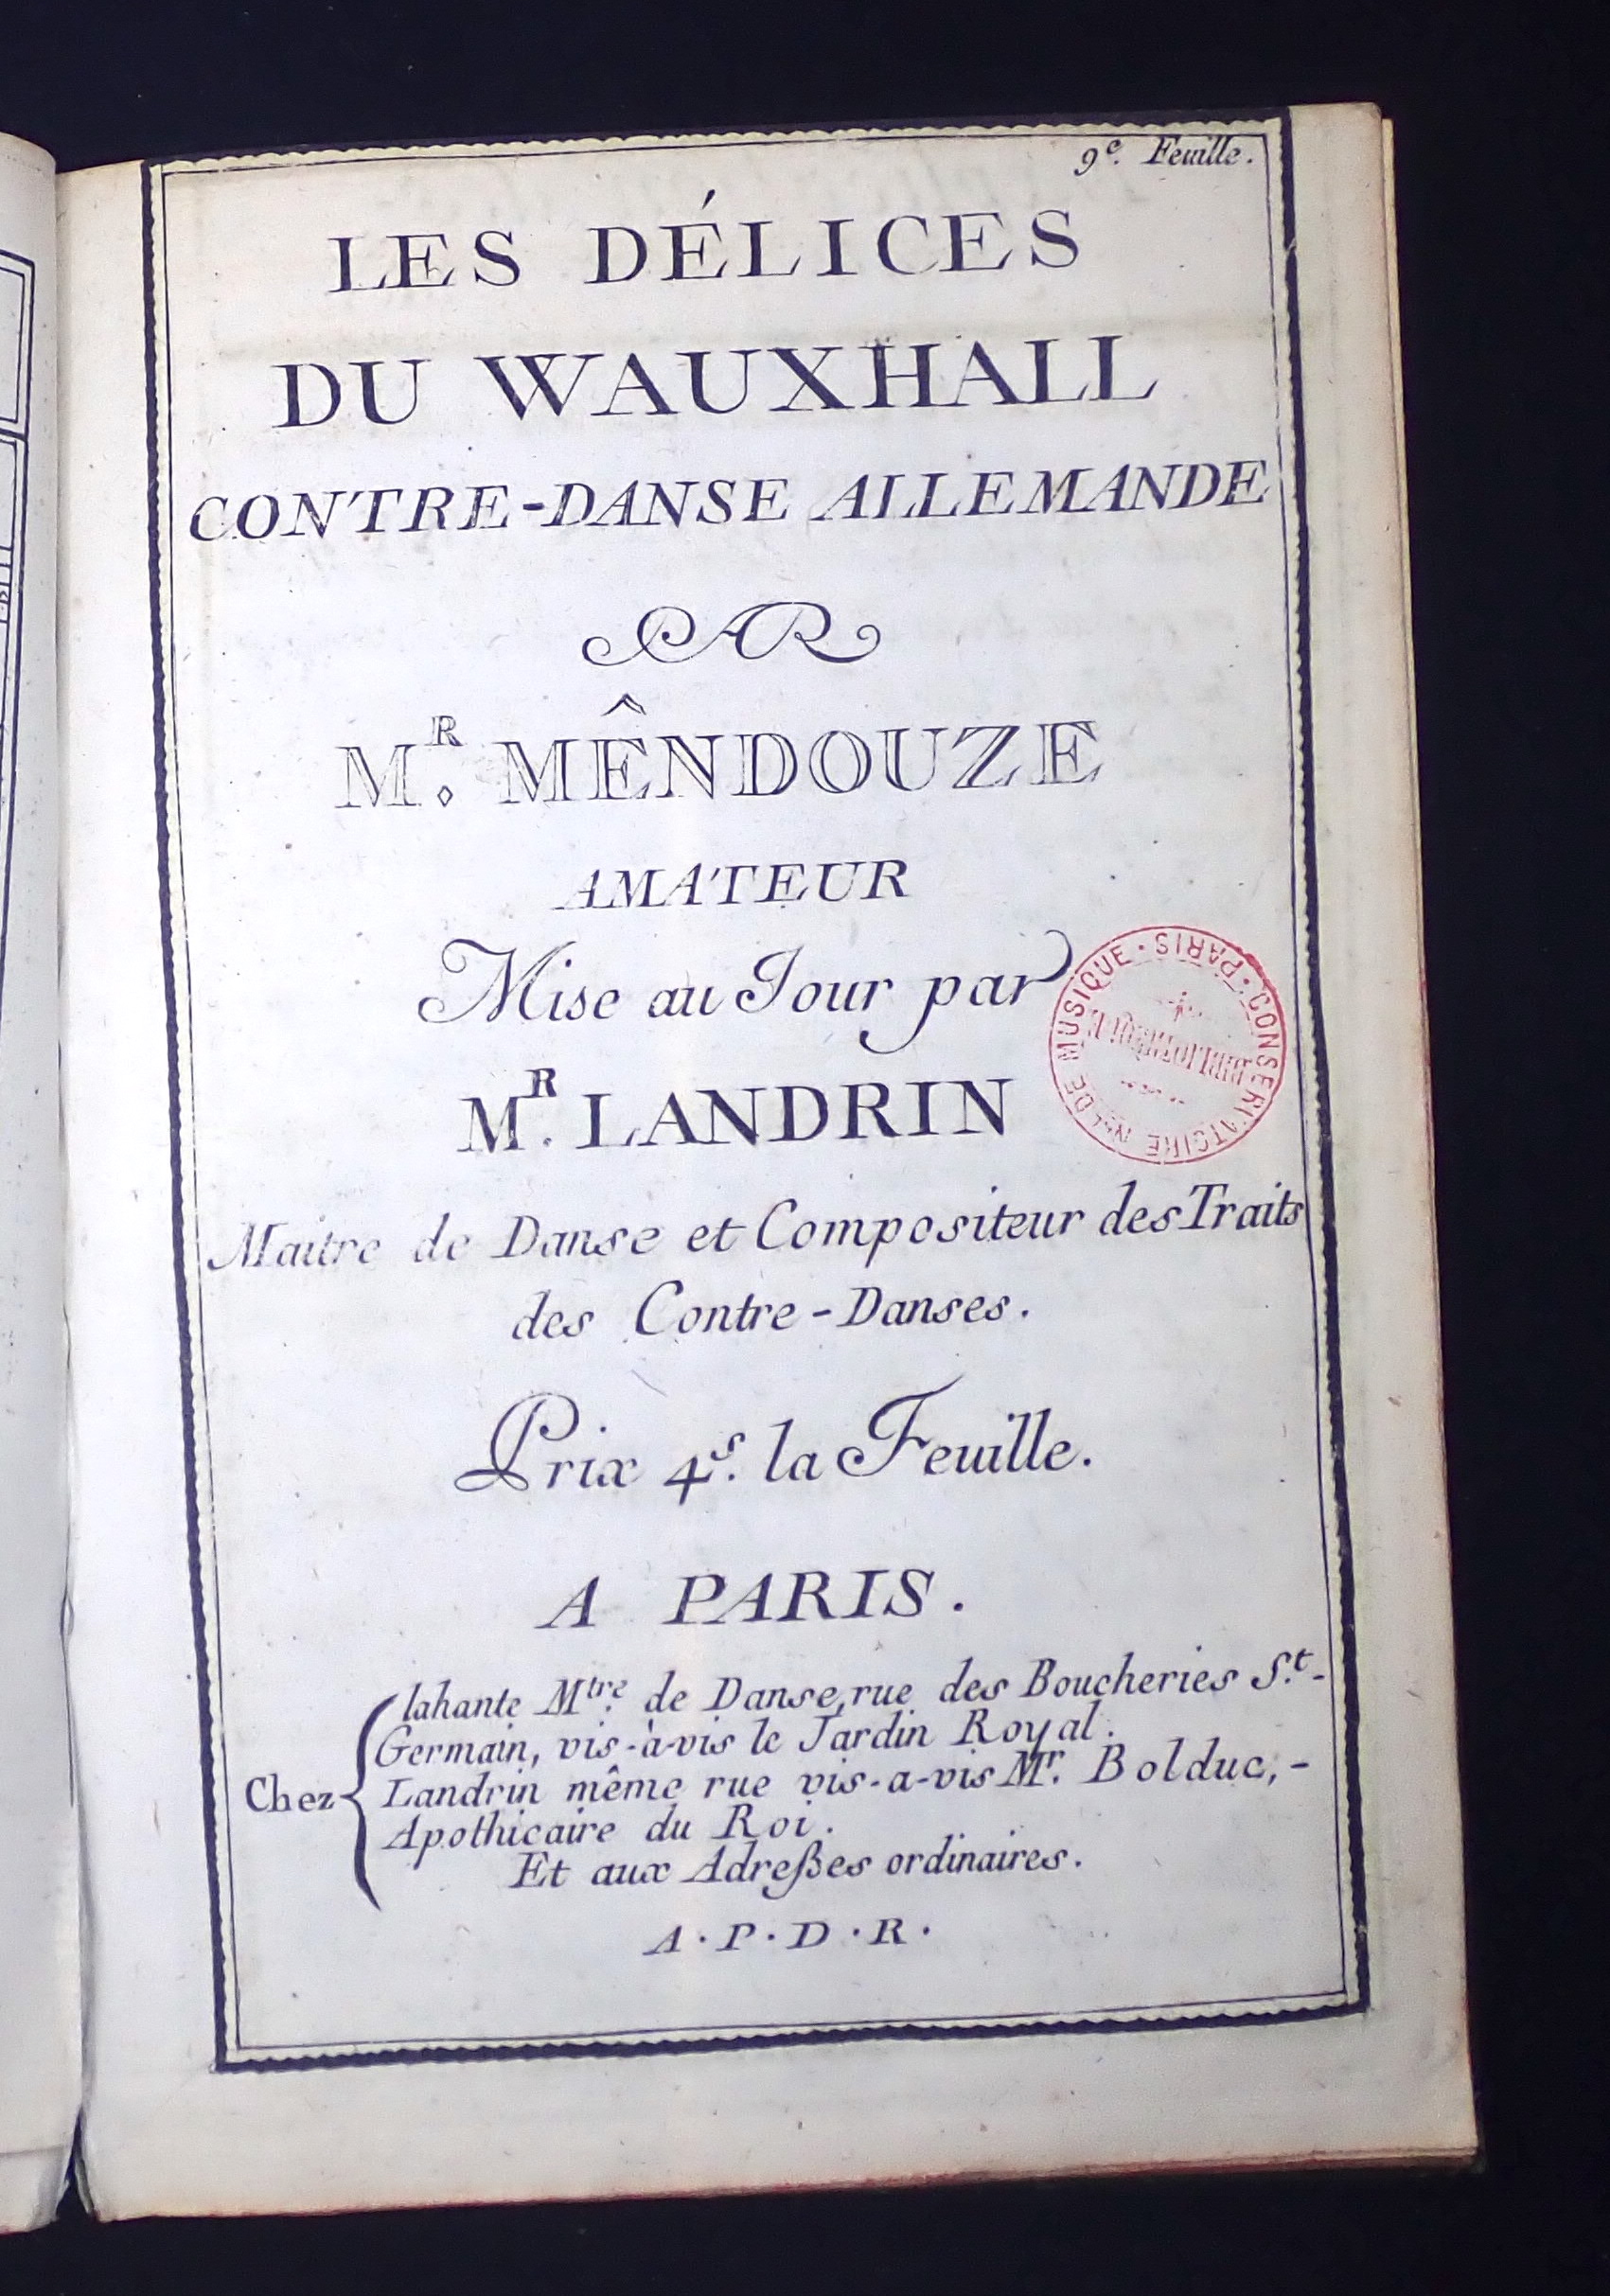 9e. Feuille.
LES DÉLICES
DU WAUXHALL
CONTRE-DANSE ALLEMANDE
PAR
MR. MÊNDOUZE
AMATEUR
Mise au Jour par
MR. LANDRIN
Maitre de Danse et Compositeur des Traits
des Contre-Danses.
Prix 4s. la Feuille.
A PARIS.
Chez
lahante Mtre. de Danse, rue des Boucheries St.-
Germain, vis-à-vis le Jardin Royal.
Landrin même rue vis-a-vis Mr. Bolduc,-
Apothicaire du Roi.
Et aux Adreßes ordinaires.
A.P.D.R.
CONSERVATOIRE Nal DE MUSIQUE · PARIS ·